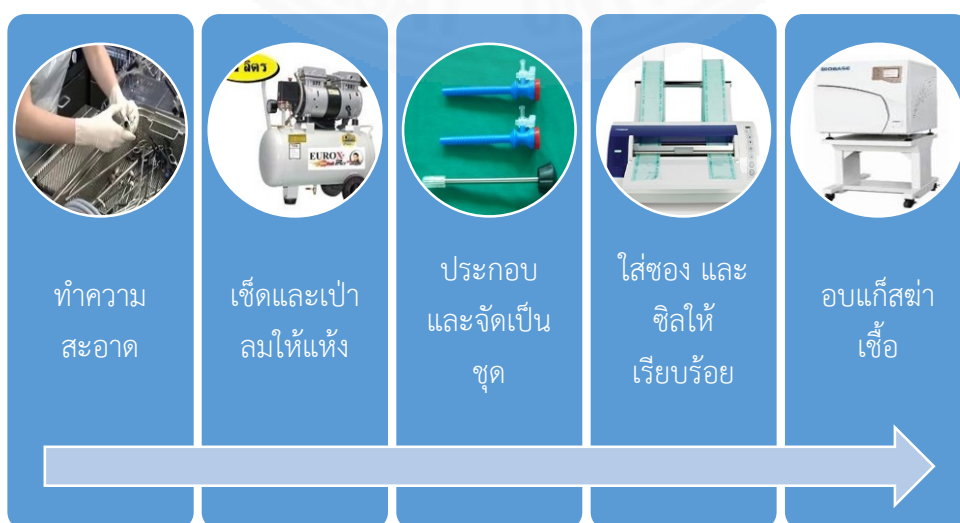 ลิตร
EUROX
BIOBASE
ทำความ
สะอาด
เช็ดและเป่า
ลมให้แห้ง
ประกอบ
และจัดเป็น
ชุด
ใส่ซอง และ
ซิลให้
เรียบร้อย
อบแก็สฆ่า
เชื้อ